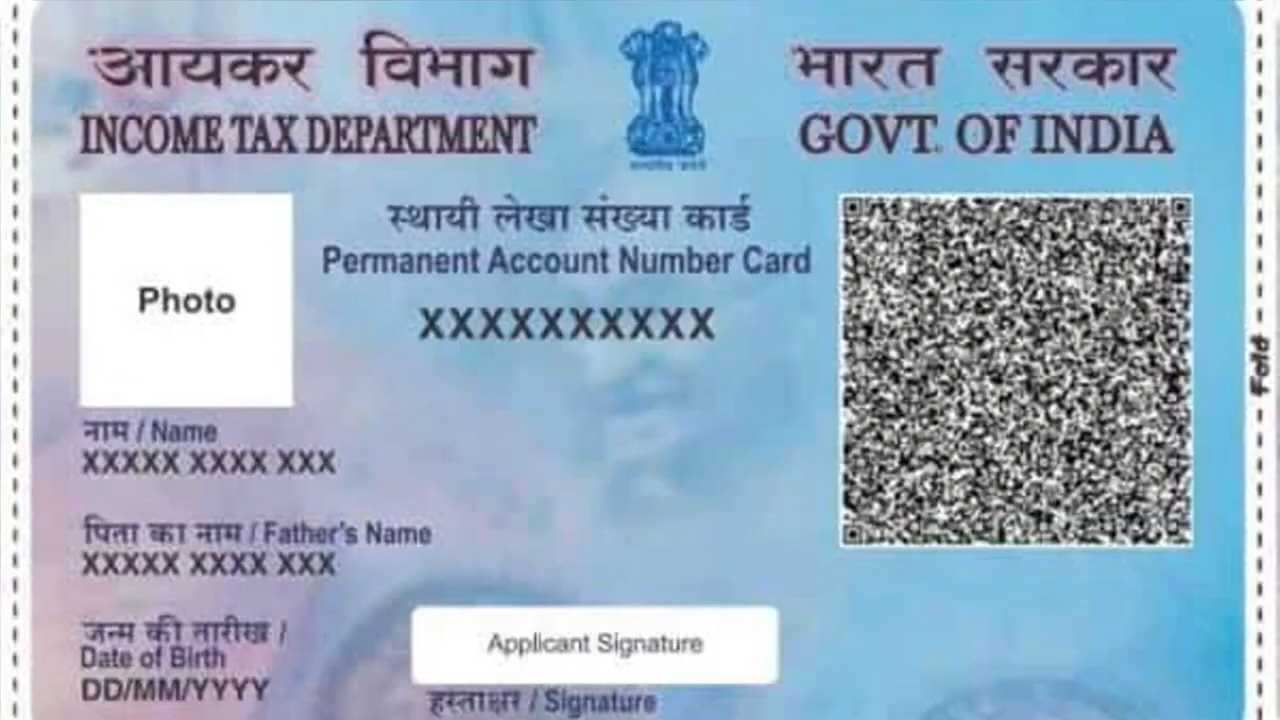 आयकर विभाग
INCOME TAX DEPARTMENT
भारत सरकार
GOVT. OF INDIA
स्थायी लेखा संख्या कार्ड
Permanent Account Number Card
XXXXXXXXXX
Photo
नाम / Name
XXXXX XXXX XXX
पिता का नाम / Father's Name
XXXXX XXXX XXX
जन्म की तारीख /
Date of Birth
DD/MM/YYYY
Applicant Signature
हस्ताक्षर / Signature
Fold